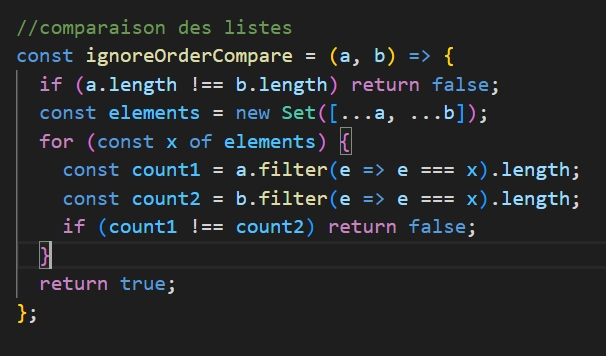 //comparaison des listes
const ignoreOrderCompare = (a, b) => {
  if (a.length !== b.length) return false;
  const elements = new Set([...a, ...b]);
  for (const x of elements) {
    const count1 = a.filter(e => e === x).length;
    const count2 = b.filter(e => e === x).length;
    if (count1 !== count2) return false;
  }
  return true;
};